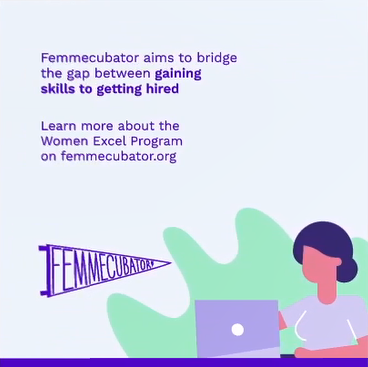 Femmecubator aims to bridge
the gap between gaining
skills to getting hired
Learn more about the
Women Excel Program
on femmecubator.org
FEMMECUBATOR